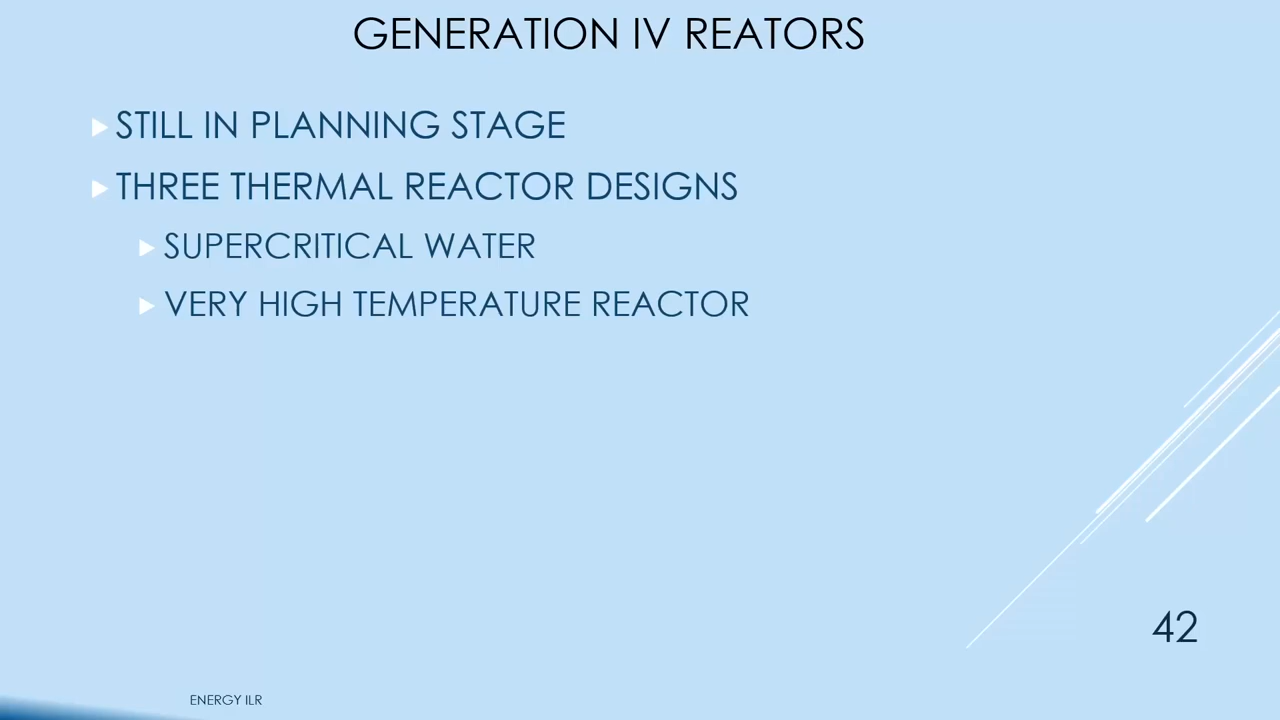 GENERATION IV REATORS
STILL IN PLANNING STAGE
THREE THERMAL REACTOR DESIGNS
SUPERCRITICAL WATER
VERY HIGH TEMPERATURE REACTOR
42
ENERGY ILR